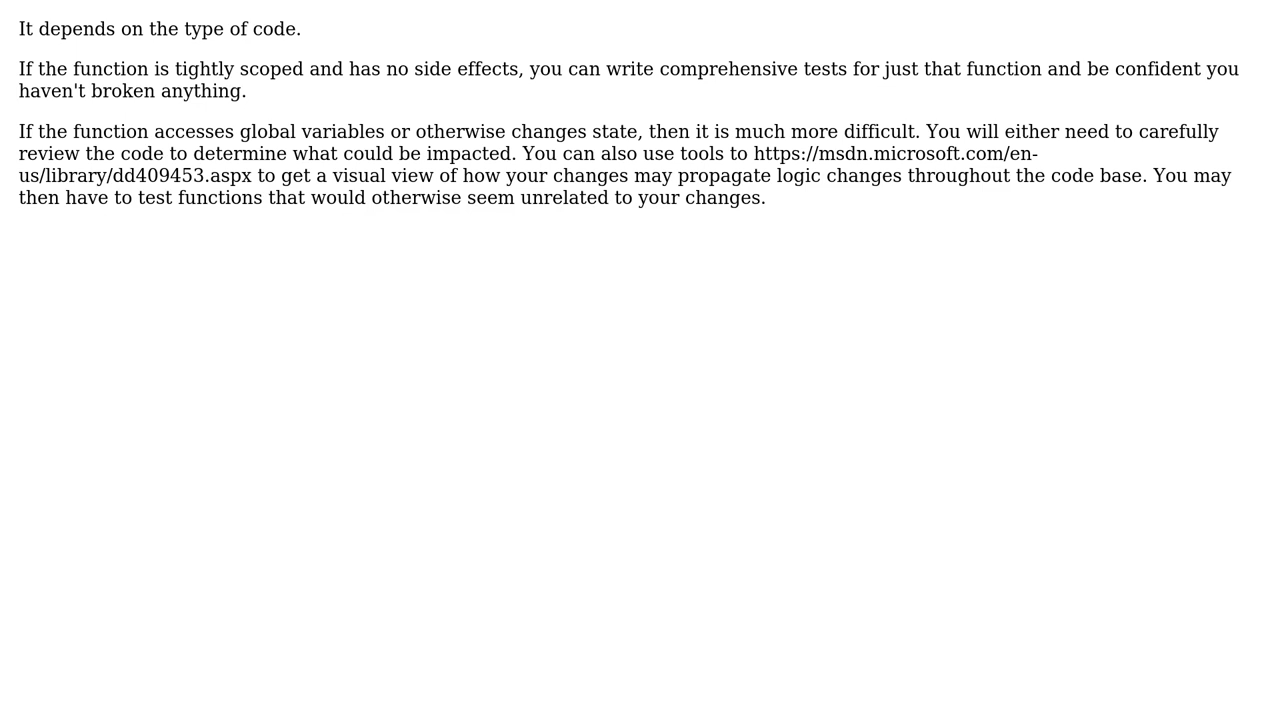 It depends on the type of code.
If the function is tightly scoped and has no side effects, you can write comprehensive tests for just that function and be confident you
haven't broken anything.
If the function accesses global variables or otherwise changes state, then it is much more difficult. You will either need to carefully
review the code to determine what could be impacted. You can also use tools to https://msdn.microsoft.com/en-
us/library/dd409453.aspx to get a visual view of how your changes may propagate logic changes throughout the code base. You may
then have to test functions that would otherwise seem unrelated to your changes.